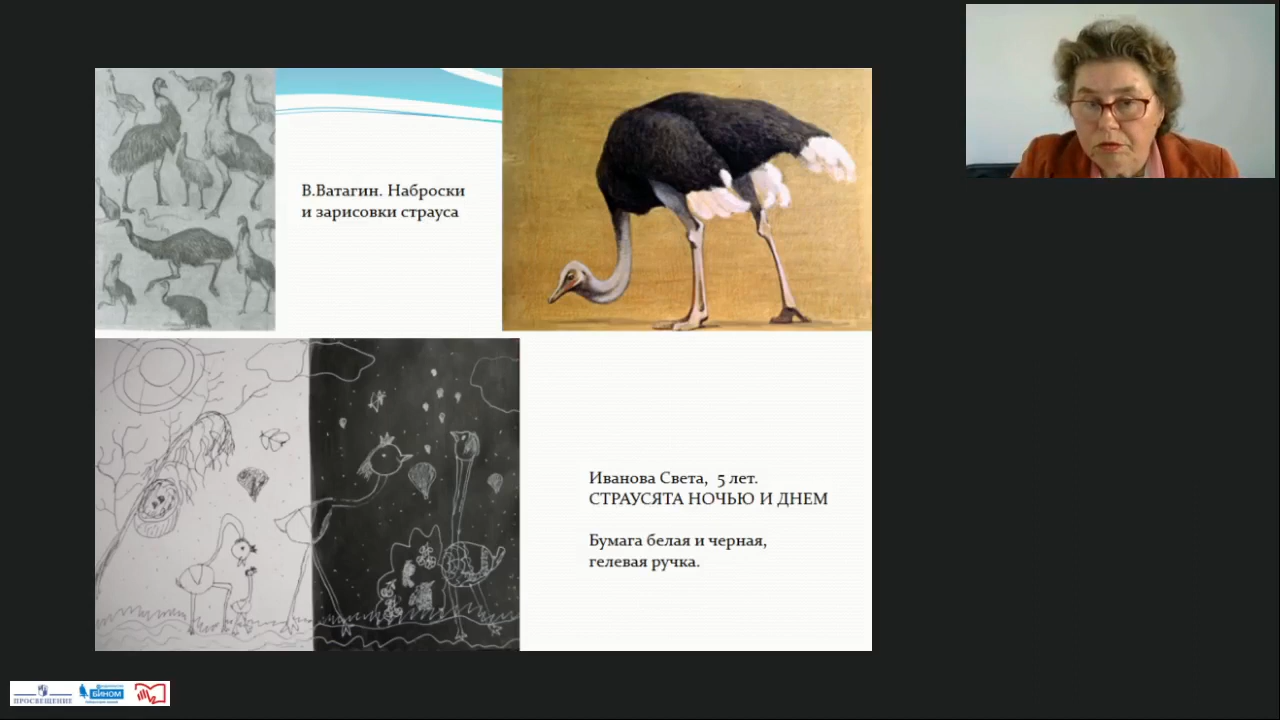 В.Ватагин. Наброски
и зарисовки страуса
Иванова Света, 5 лет.
СТРАУСЯТА НОЧЬЮ И ДНЕМ
Бумага белая и черная,
гелевая ручка.
ПРОСВЕЩЕНИЕ
БИНОМ